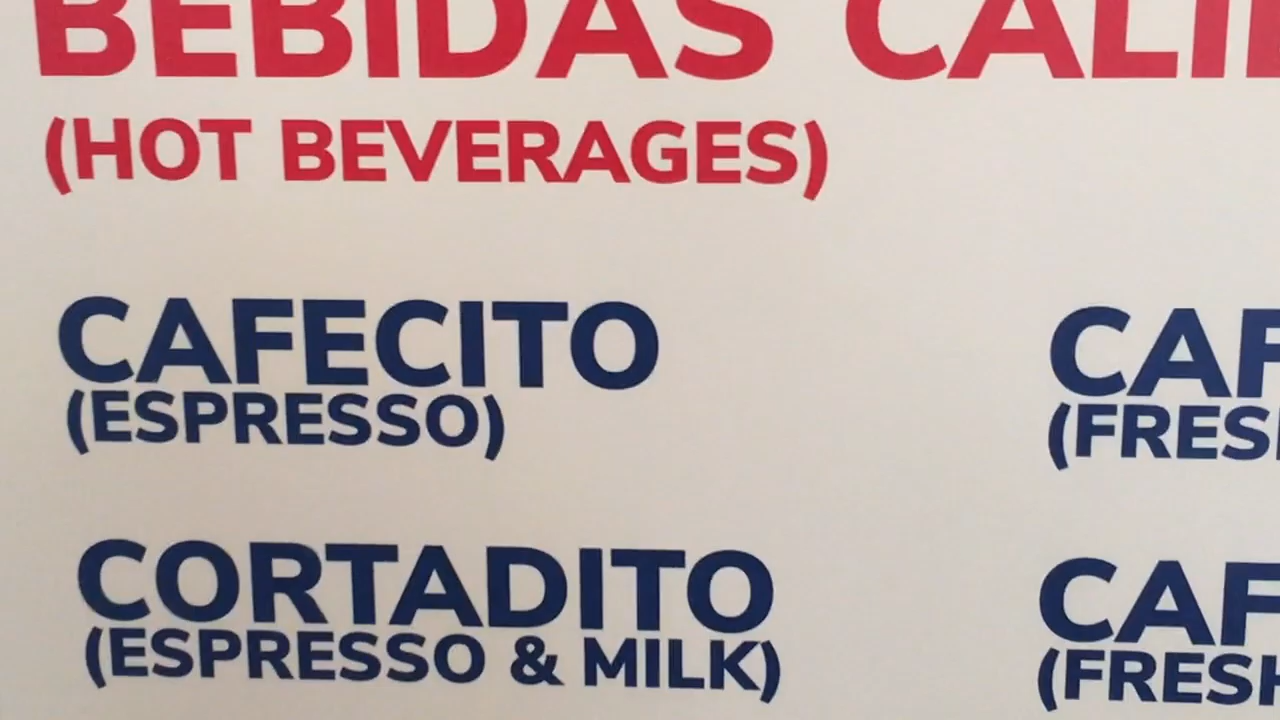 BEBIDAS
(HOT BEVERAGES)
CAFECITO
(ESPRESSO)
CORTADITO
(ESPRESSO & MILK)